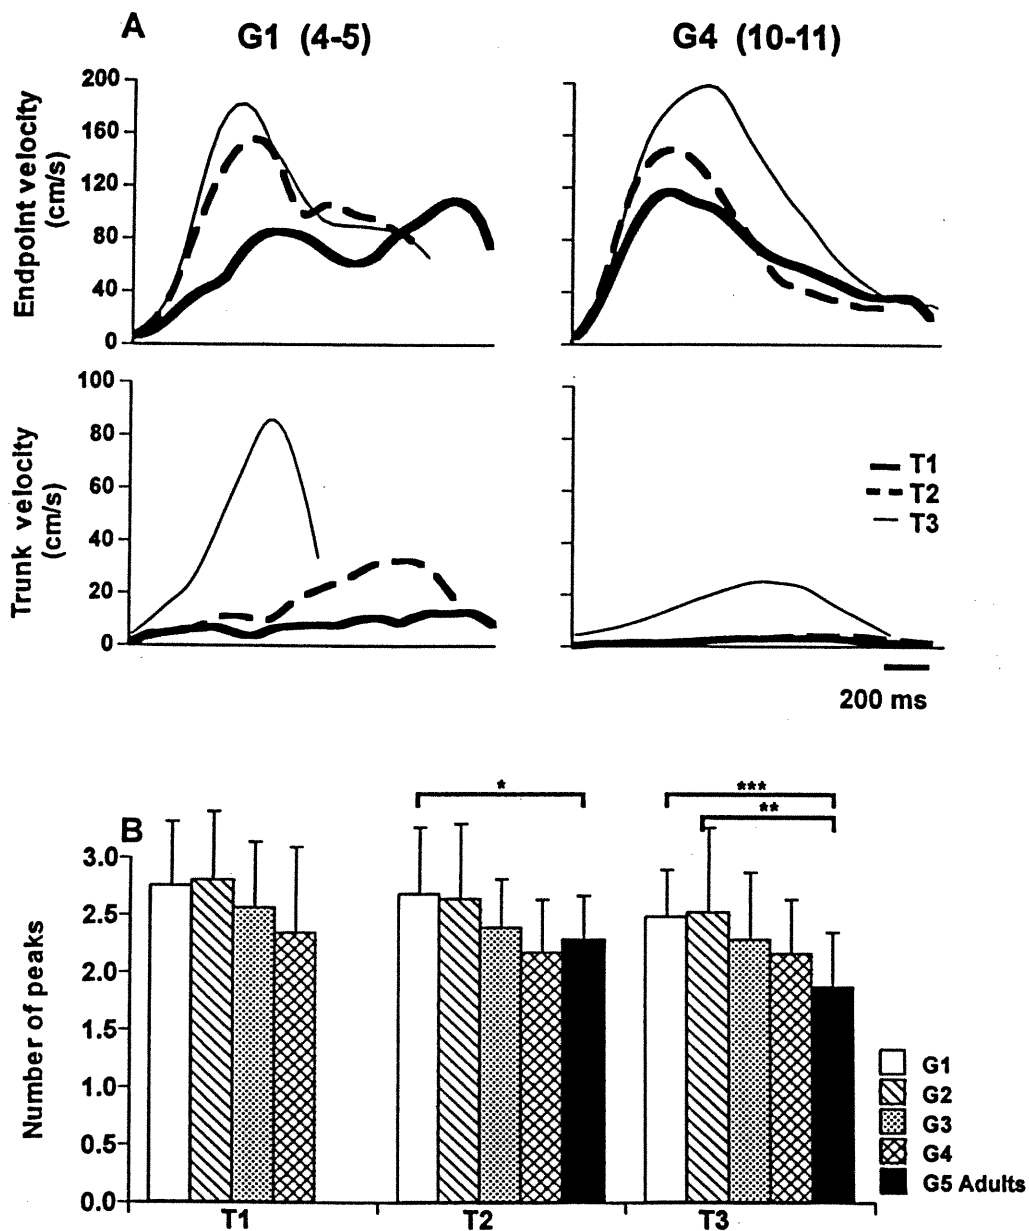 A
G1 (4-5)
G4 (10-11)
Endpoint velocity
(cm/s)
200
160
120
80
40
0
Trunk velocity
(cm/s)
100
80
60
40
20
0
T1
T2
T3
200 ms
B
*
***
**
Number of peaks
3.0
2.5
2.0
1.5
1.0
0.5
0.0
T1
T2
T3
G1
G2
G3
G4
G5 Adults